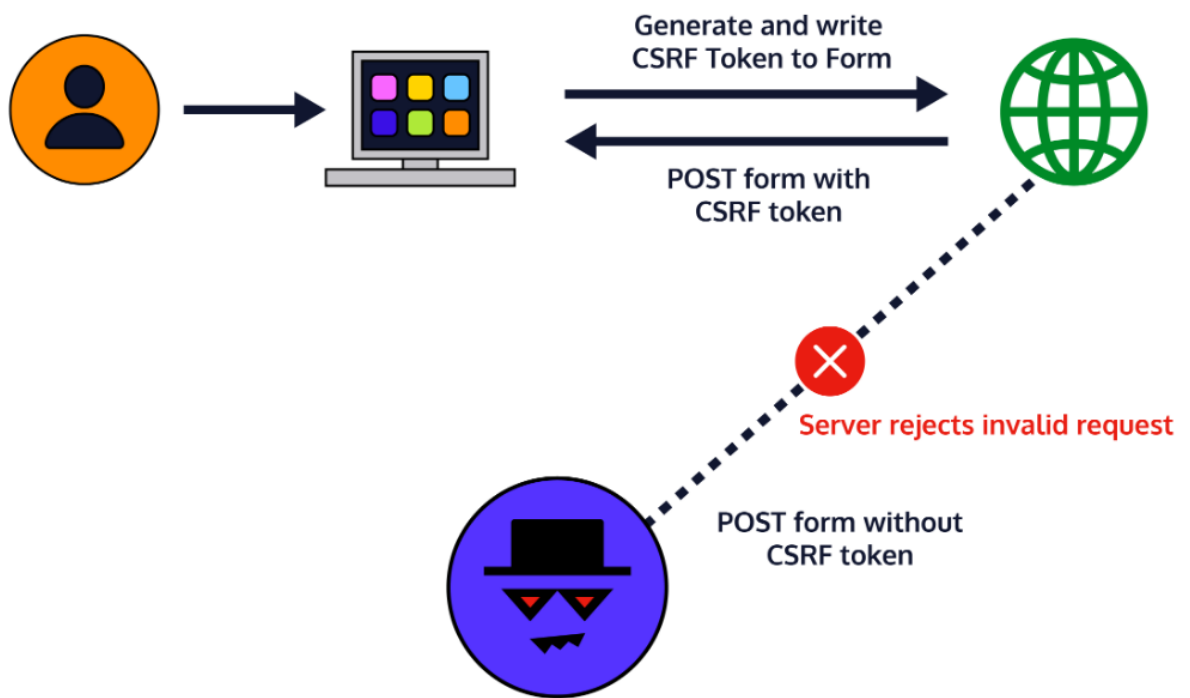 Generate and write
CSRF Token to Form
POST form with
CSRF token
Server rejects invalid request
POST form without
CSRF token